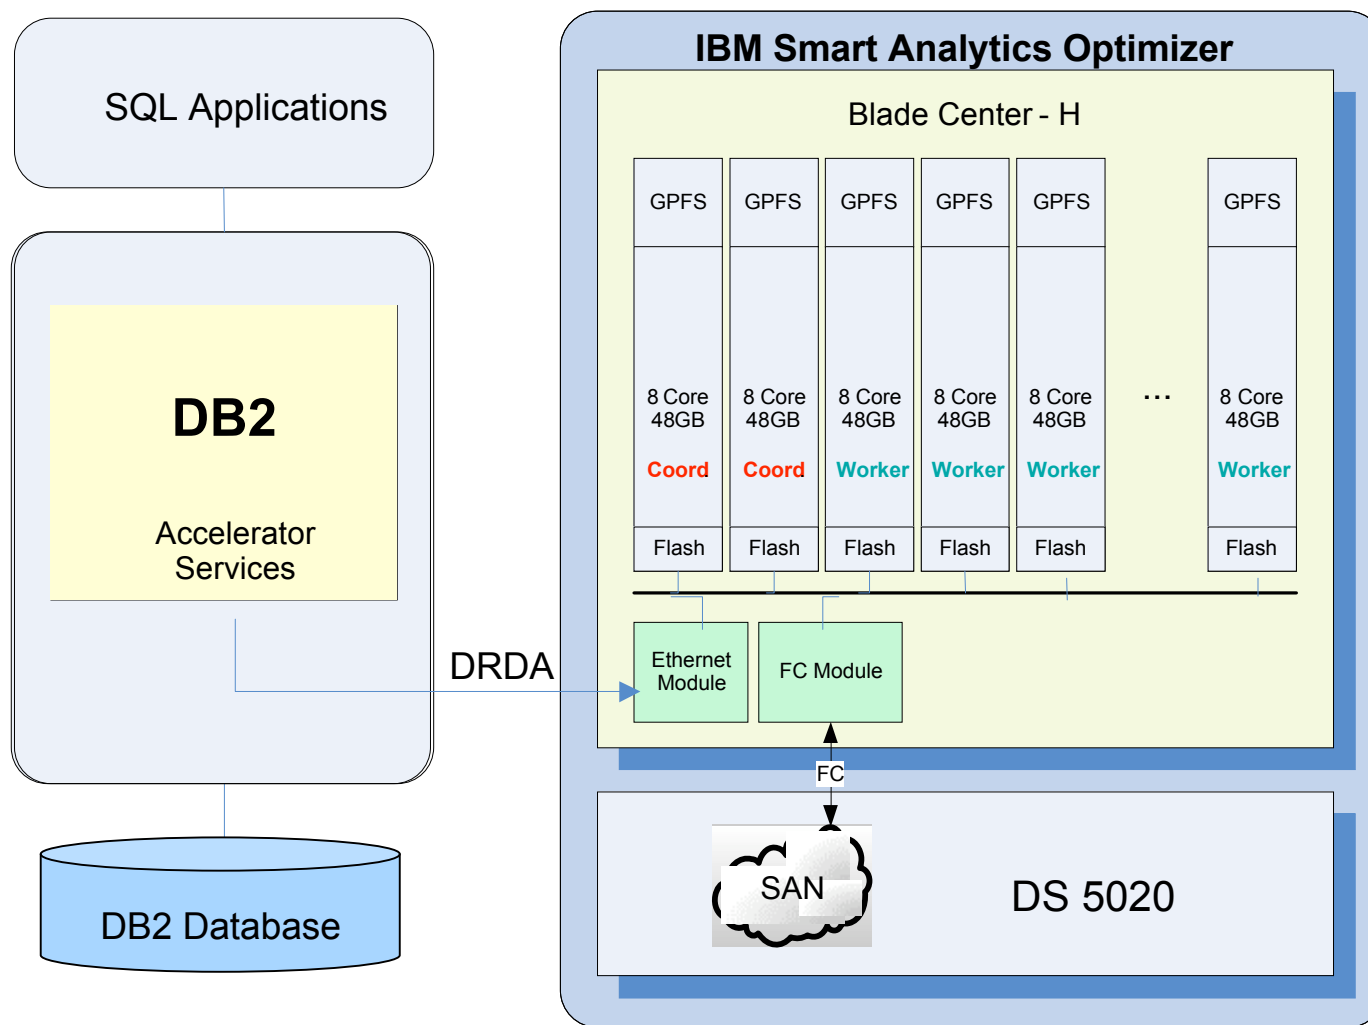 SQL Applications
DB2
Accelerator
Services
DB2 Database
DRDA
IBM Smart Analytics Optimizer
Blade Center - H
GPFS GPFS GPFS GPFS GPFS GPFS
8 Core 8 Core 8 Core 8 Core 8 Core ... 8 Core
48GB 48GB 48GB 48GB 48GB 48GB
Coord Coord Worker Worker Worker Worker
Flash Flash Flash Flash Flash Flash
Ethernet
Module
FC Module
FC
SAN
DS 5020